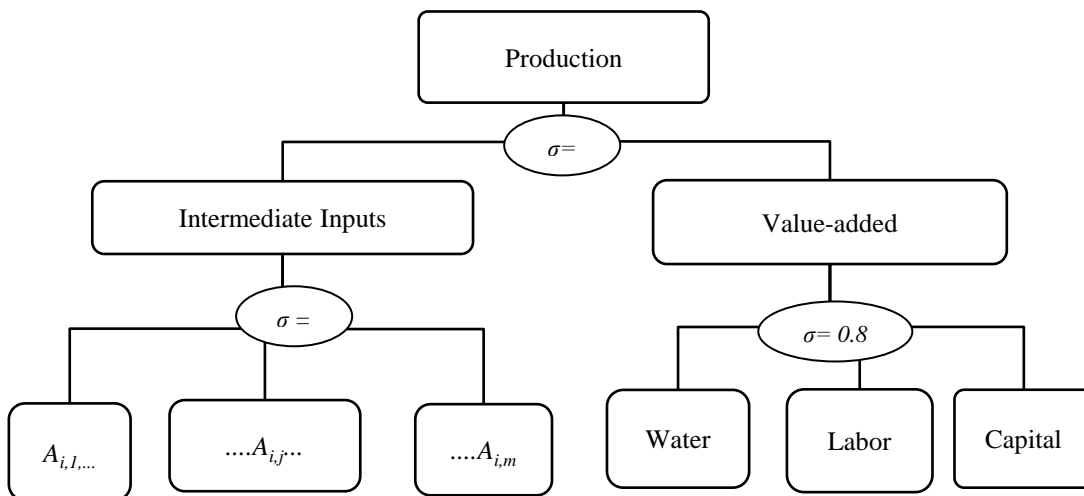 Production
σ=
Intermediate Inputs
Value-added
σ =
σ= 0.8
A_{i,1,...}
....A_{i,j}...
....A_{i,m}
Water
Labor
Capital